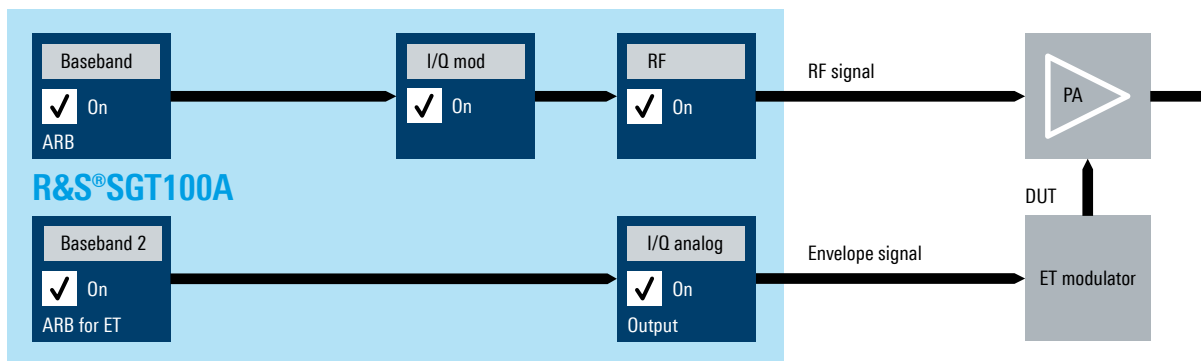 Baseband
On
ARB
I/Q mod
On
RF
On
RF signal
PA
R&S®SGT100A
DUT
Baseband 2
On
ARB for ET
I/Q analog
On
Output
Envelope signal
ET modulator